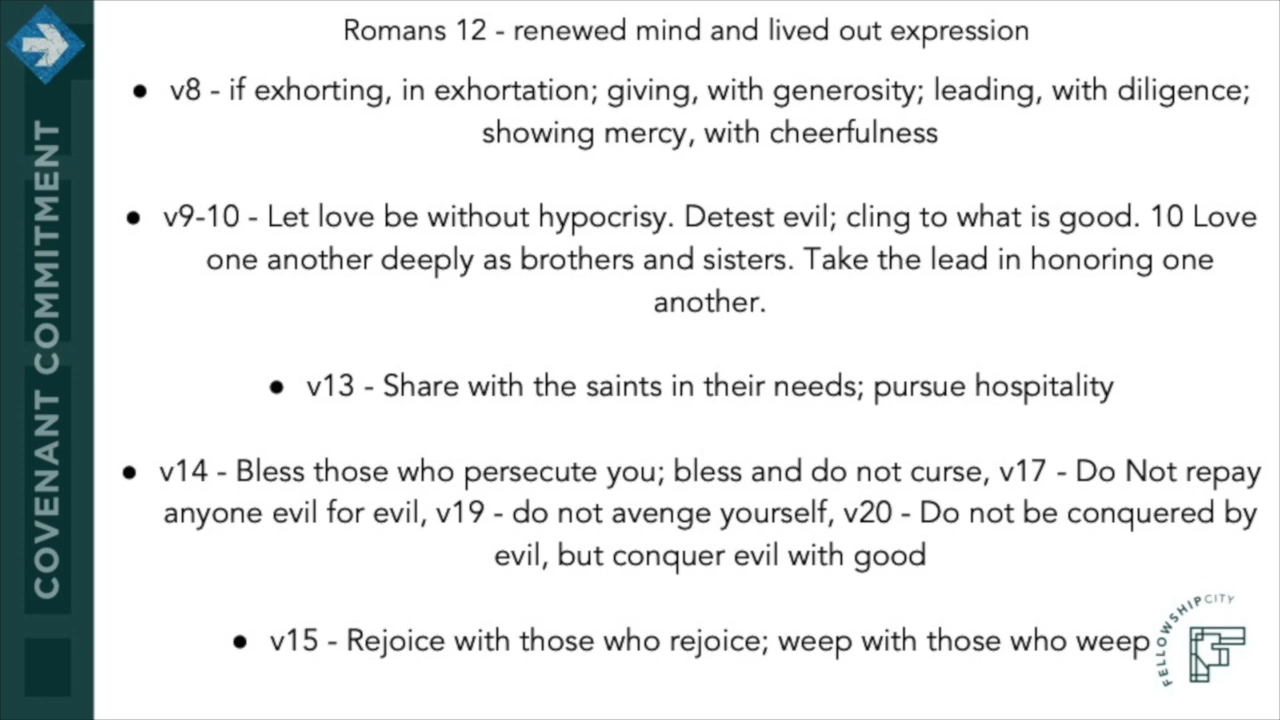 COVENANT COMMITMENT
Romans 12 - renewed mind and lived out expression
● v8 - if exhorting, in exhortation; giving, with generosity; leading, with diligence;
showing mercy, with cheerfulness
● v9-10 - Let love be without hypocrisy. Detest evil; cling to what is good. 10 Love
one another deeply as brothers and sisters. Take the lead in honoring one
another.
● v13 - Share with the saints in their needs; pursue hospitality
● v14 - Bless those who persecute you; bless and do not curse, v17 - Do Not repay
anyone evil for evil, v19 - do not avenge yourself, v20 - Do not be conquered by
evil, but conquer evil with good
● v15 - Rejoice with those who rejoice; weep with those who weep
FELLOWSHIPCITY